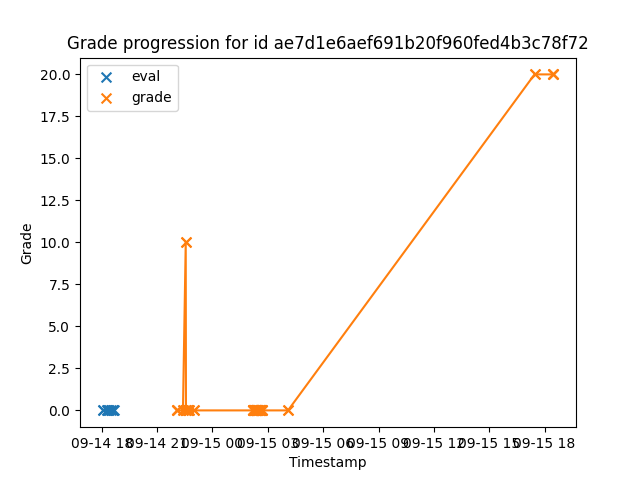 Grade progression for id ae7d1e6aef691b20f960fed4b3c78f72
eval
grade
20.0
17.5
15.0
12.5
10.0
7.5
5.0
2.5
0.0
Grade
09-14 18 09-14 21 09-15 00 09-15 03 09-15 06 09-15 09 09-15 12 09-15 15 09-15 18
Timestamp